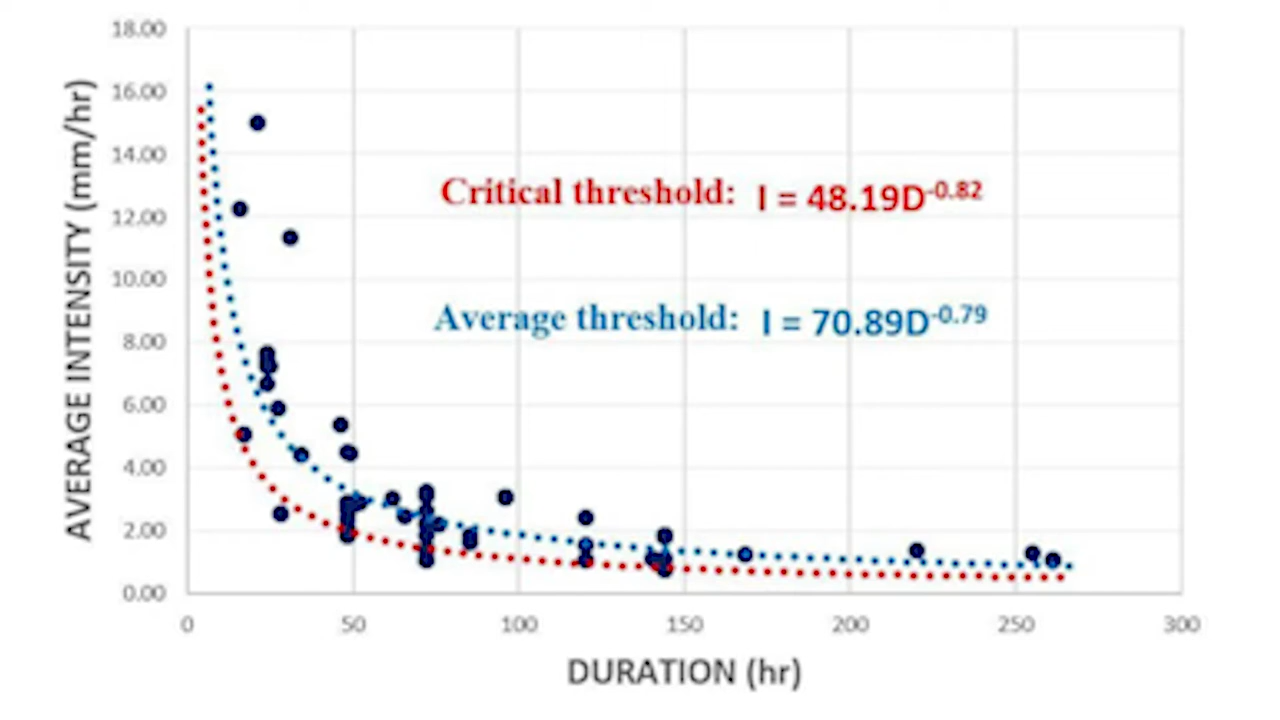 18.00
16.00
14.00
12.00
10.00
8.00
6.00
4.00
2.00
0.00
AVERAGE INTENSITY (mm/hr)
Critical threshold: I = 48.19D^-0.82
Average threshold: I = 70.89D^-0.79
0 50 100 150 200 250 300
DURATION (hr)